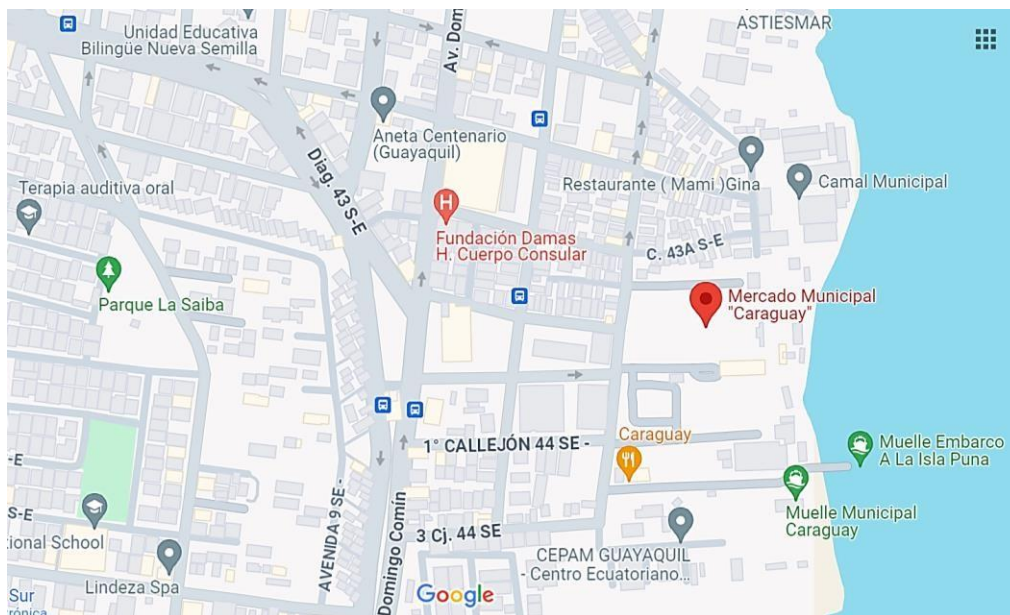 ASTIESMAR
Unidad Educativa
Bilingüe Nueva Semilla
Av. Domin
Aneta Centenario
(Guayaquil)
Diag. 43 S-E
Restaurante ( Mami )Gina
Camal Municipal
Terapia auditiva oral
H
Fundación Damas
H. Cuerpo Consular
C. 43A S-E
Parque La Saiba
Mercado Municipal
"Caraguay"
1° CALLEJÓN 44 SE -
Caraguay
Muelle Embarco
A La Isla Puna
-E
Muelle Municipal
Caraguay
S-E
AVENIDA 9 SE -
Domingo Comín
3 Cj. 44 SE
tional School
CEPAM GUAYAQUIL
- Centro Ecuatoriano...
Lindeza Spa
Google
Sur